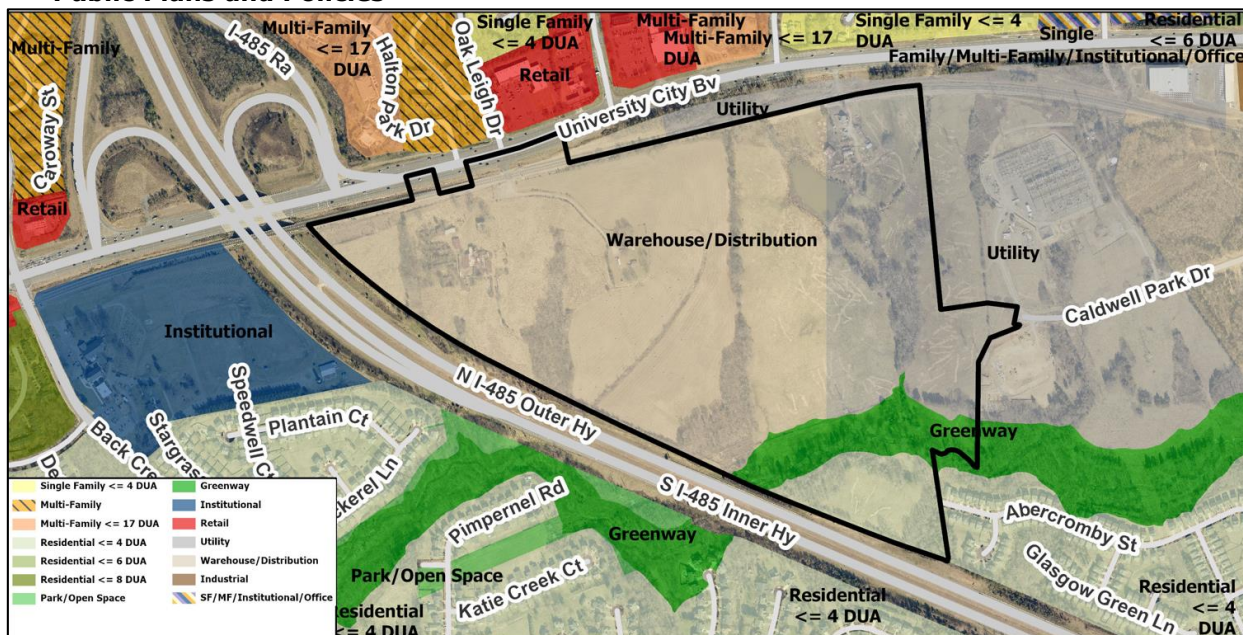 Public Plans and Policies
Multi-Family
I-485 Ra
Multi-Family
<= 17
DUA
Halton Park Dr
Oak Leigh Dr
Single Family
<= 4 DUA
Retail
Multi-Family
<= 17
DUA
Multi-Family <= 17
Single Family <= 4
DUA
Single
Family/Multi-Family/Institutional/Office
Residential
<= 6 DUA
Caroway St
Retail
University City Bv
Utility
Warehouse/Distribution
Utility
Caldwell Park Dr
Institutional
N I-485 Outer Hy
S I-485 Inner Hy
Speedwell Ct
Plantain Ct
Stargras
Back Cre
De
ckerel Ln
Greenway
Pimpernel Rd
Greenway
Abercromby St
Glasgow Green Ln
Park/Open Space
Katie Creek Ct
Residential
<= 4 DUA
Residential
<= 4 DUA
Residential
<= 4
DUA
Single Family <= 4 DUA
Multi-Family
Multi-Family <= 17 DUA
Residential <= 4 DUA
Residential <= 6 DUA
Residential <= 8 DUA
Park/Open Space
Greenway
Institutional
Retail
Utility
Warehouse/Distribution
Industrial
SF/MF/Institutional/Office